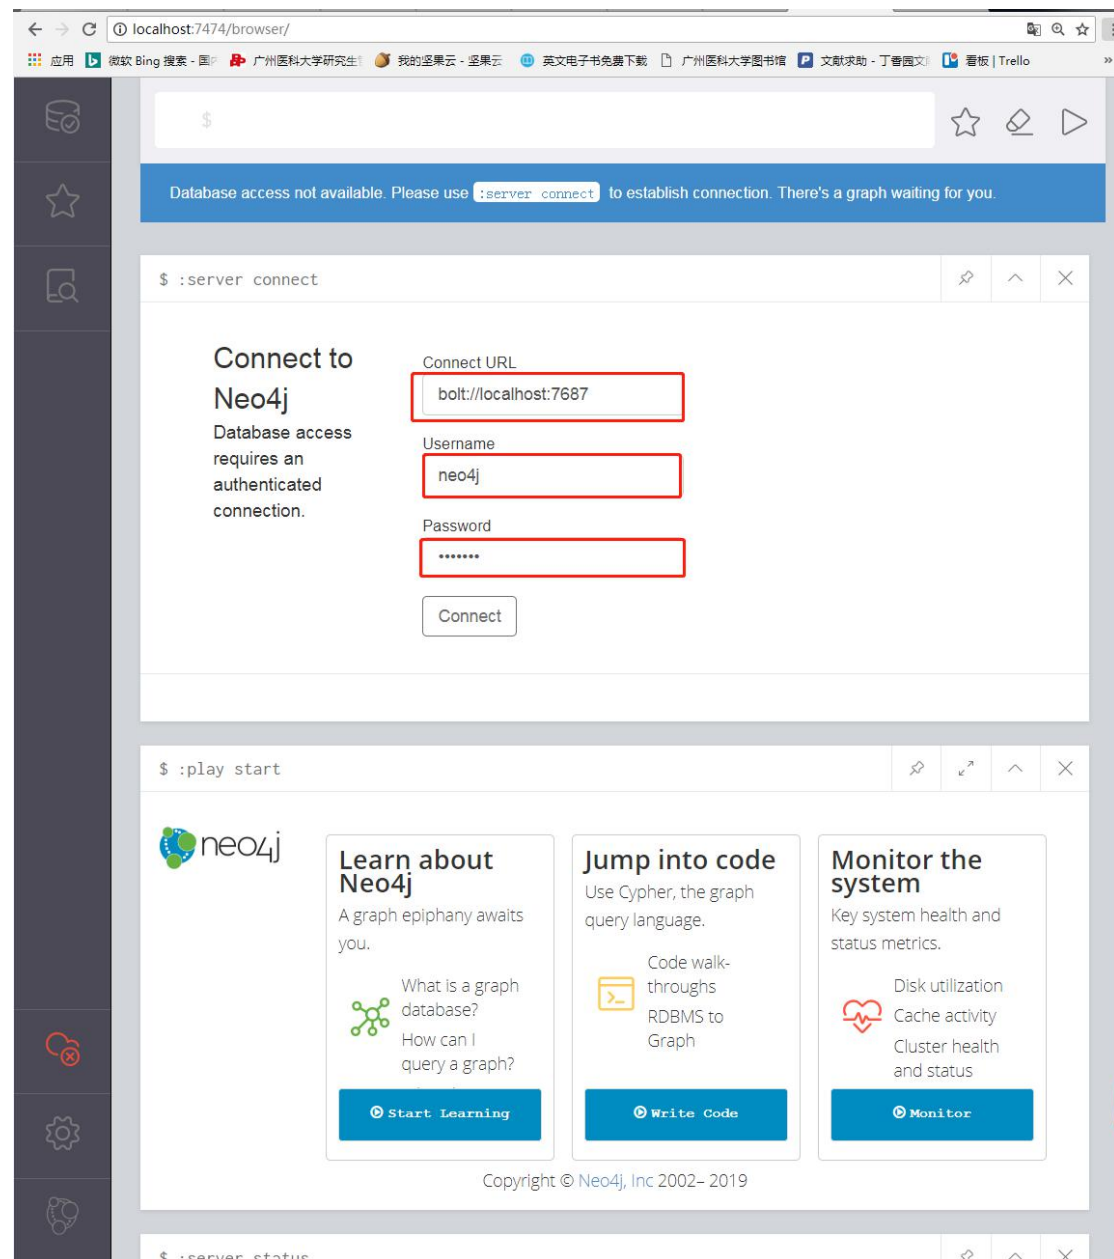 localhost:7474/browser/
应用 微软 Bing 搜索 - 国内 广州医科大学研究生 我的坚果云 - 坚果云 英文电子书免费下载 广州医科大学图书馆 文献求助 - 丁香园文 看板 | Trello »
$
Database access not available. Please use :server connect to establish connection. There's a graph waiting for you.
$ :server connect
Connect to
Neo4j
Database access
requires an
authenticated
connection.
Connect URL
bolt://localhost:7687
Username
neo4j
Password
•••••••
Connect
$ :play start
neo4j
Learn about
Neo4j
A graph epiphany awaits
you.
What is a graph
database?
How can I
query a graph?
Start Learning
Jump into code
Use Cypher, the graph
query language.
Code walk-
throughs
RDBMS to
Graph
Write Code
Monitor the
system
Key system health and
status metrics.
Disk utilization
Cache activity
Cluster health
and status
Monitor
Copyright © Neo4j, Inc 2002– 2019
$ :server status